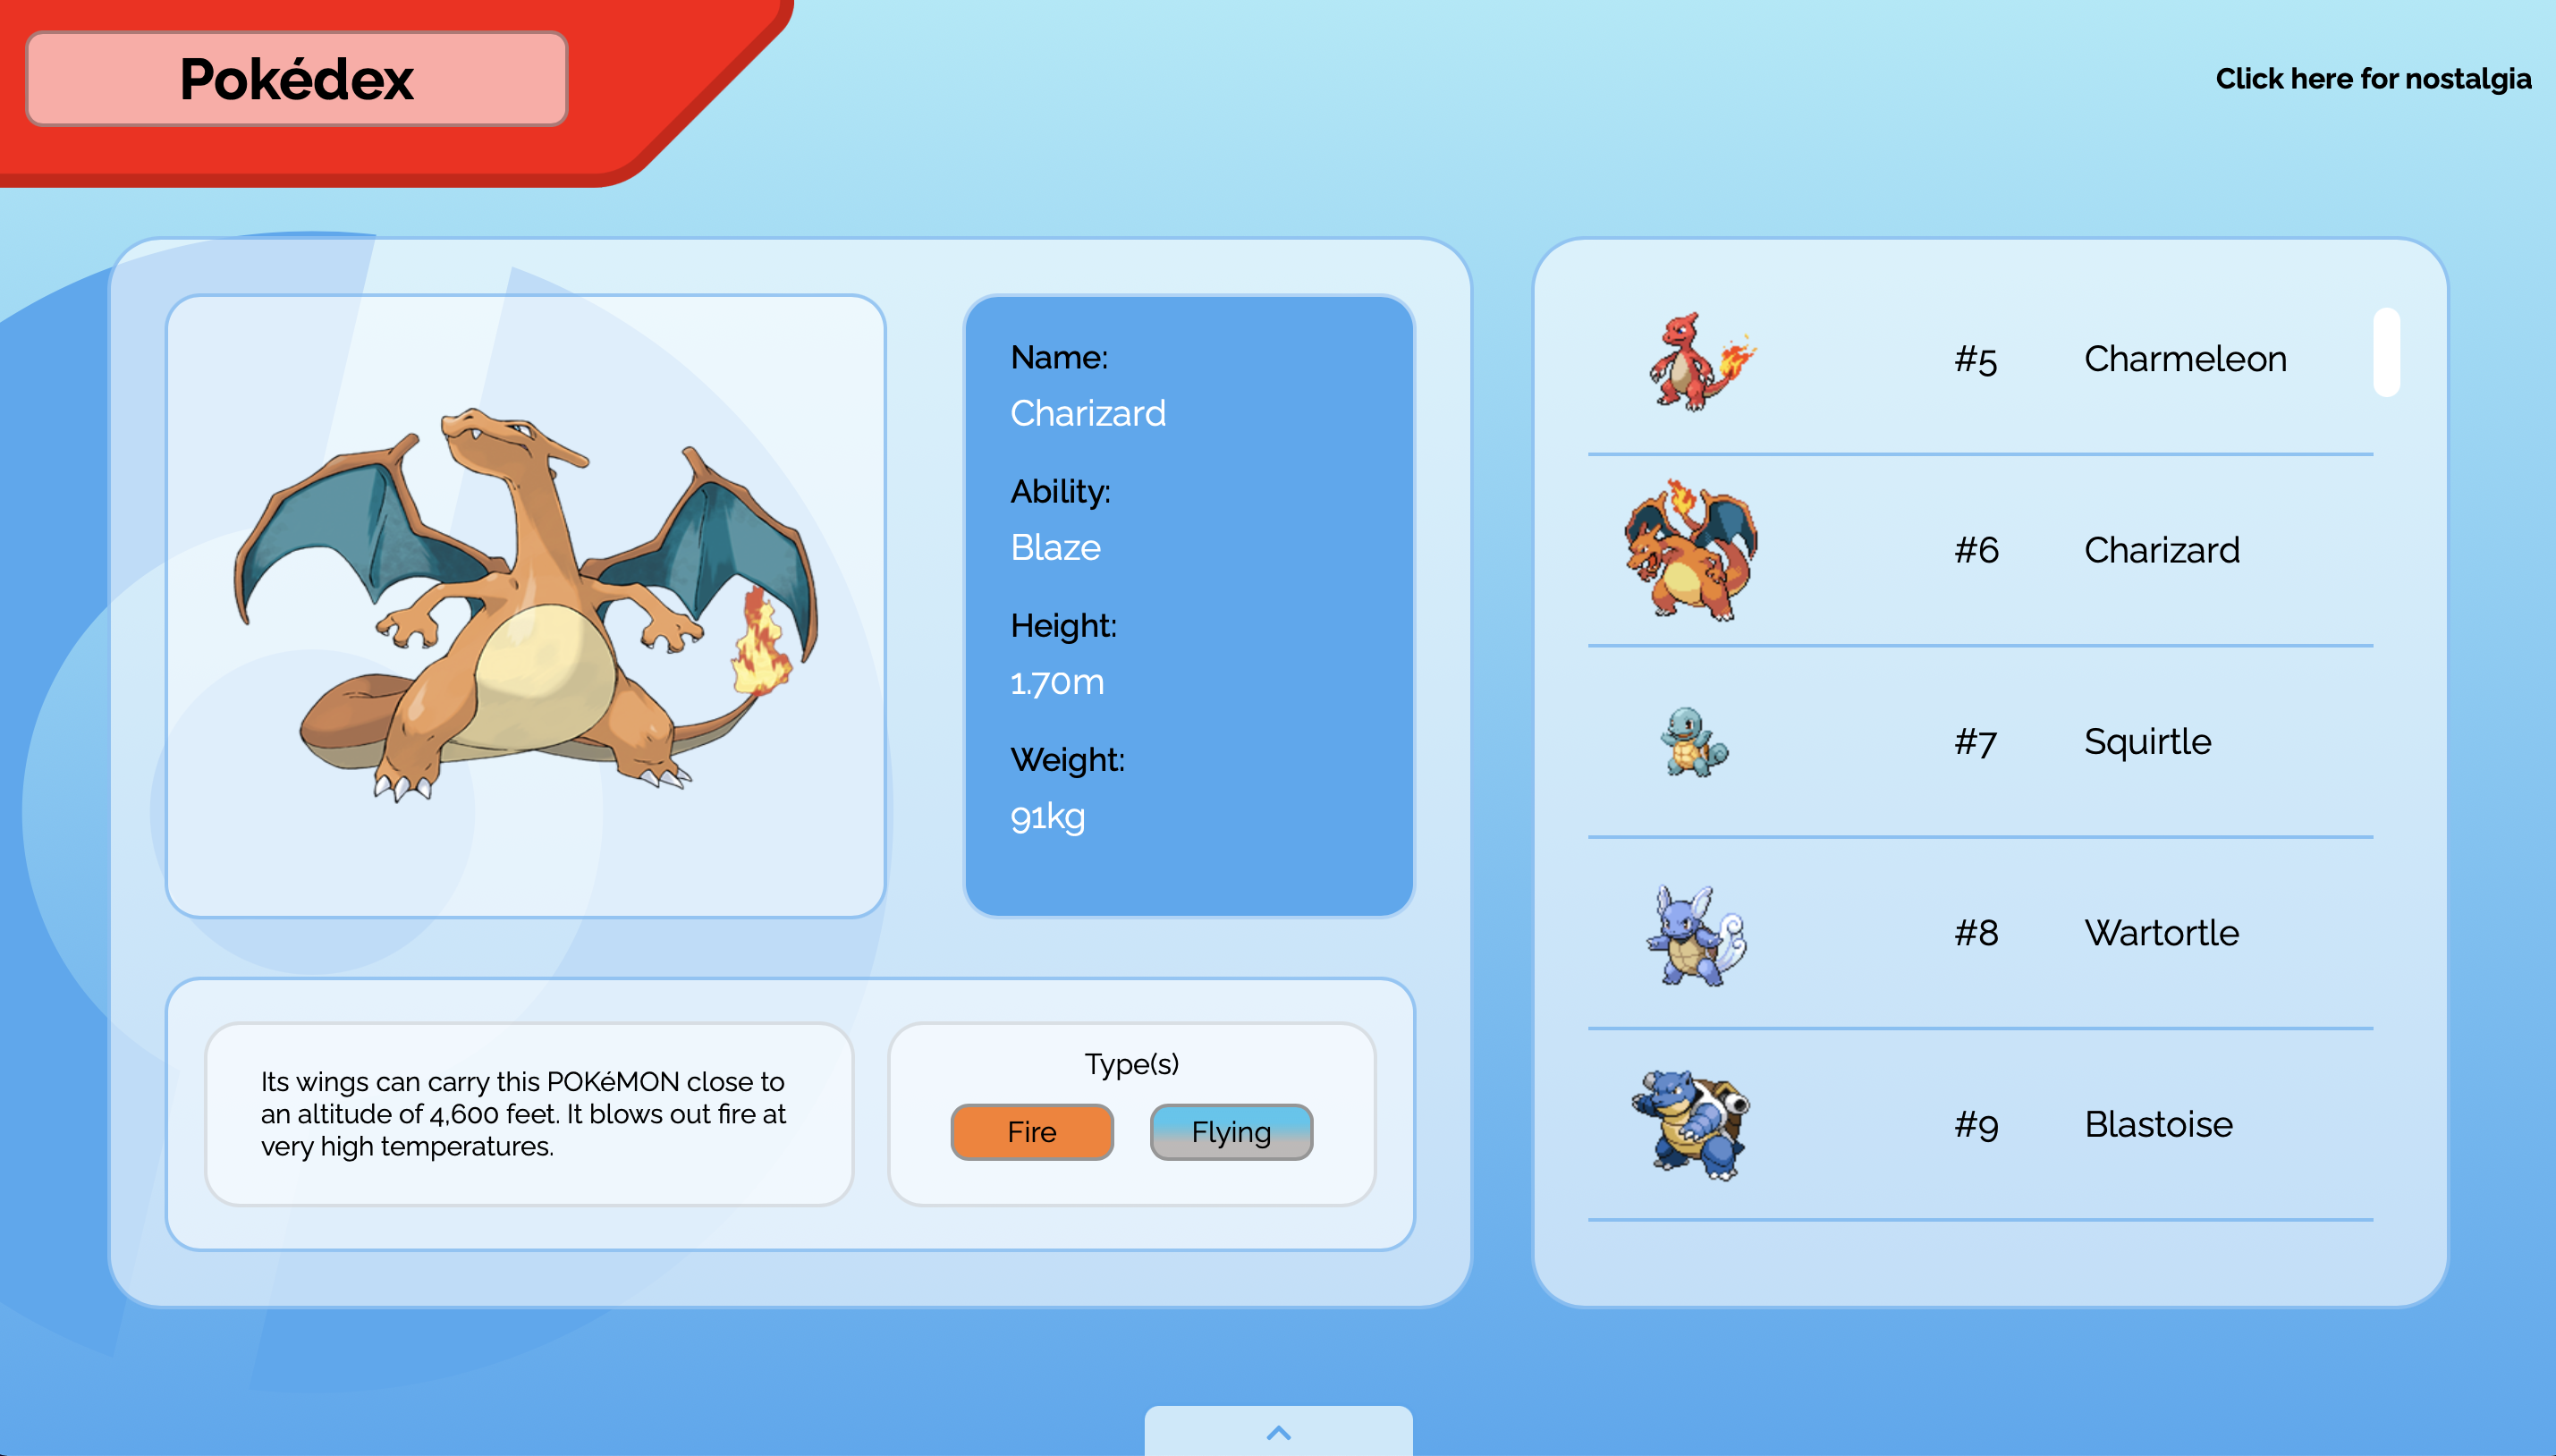 Pokédex
Click here for nostalgia
Name:
Charizard
Ability:
Blaze
Height:
1.70m
Weight:
91kg
Its wings can carry this POKéMON close to
an altitude of 4,600 feet. It blows out fire at
very high temperatures.
Type(s)
Fire
Flying
#5 Charmeleon
#6 Charizard
#7 Squirtle
#8 Wartortle
#9 Blastoise